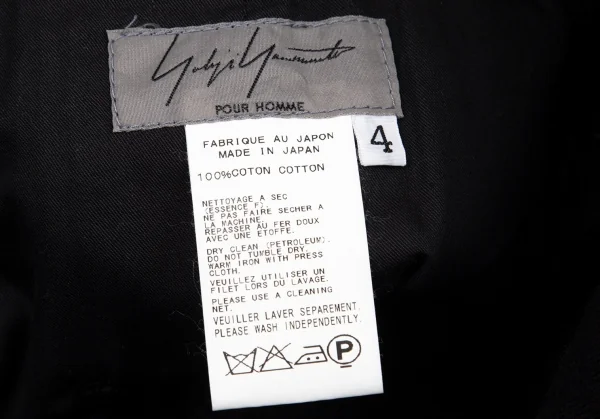 Yohji Yamamoto
POUR HOMME
4
FABRIQUE AU JAPON
MADE IN JAPAN
100%COTON COTTON
NETTOYAGE A SEC
(ESSENCE F).
NE PAS FAIRE SECHER A
LA MACHINE.
REPASSER AU FER DOUX
AVEC UNE ETOFFE.
DRY CLEAN (PETROLEUM).
DO NOT TUMBLE DRY.
WARM IRON WITH PRESS
CLOTH.
VEUILLEZ UTILISER UN
FILET LORS DU LAVAGE.
PLEASE USE A CLEANING
NET.
VEUILLER LAVER SEPAREMENT.
PLEASE WASH INDEPENDENTLY.
P